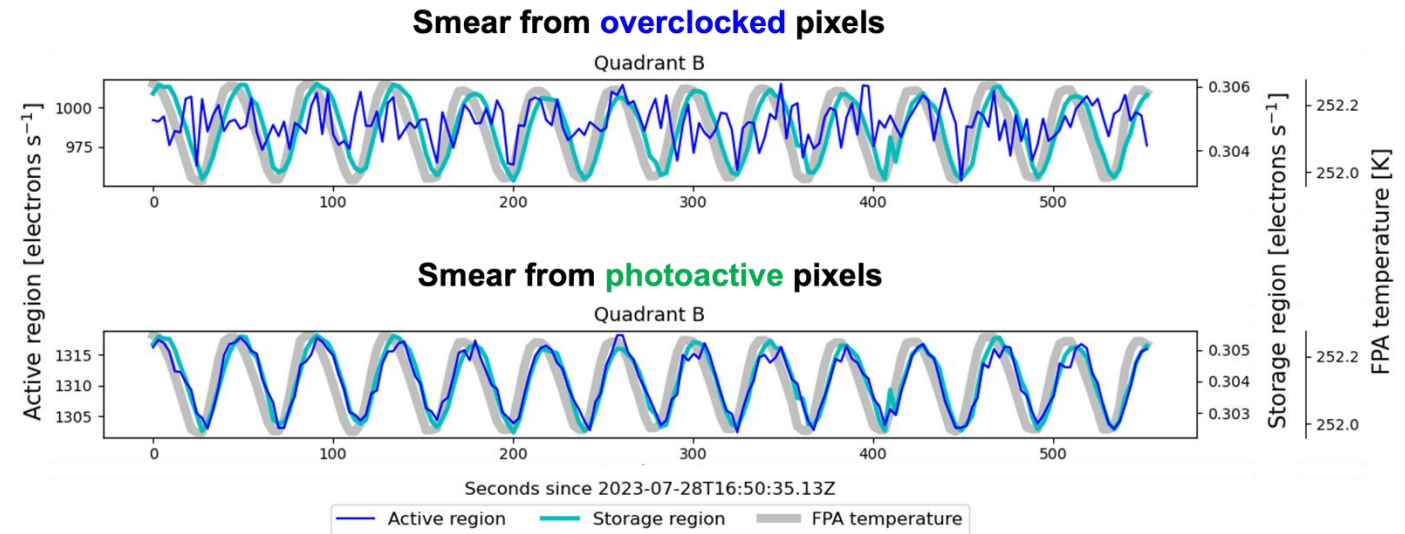 Smear from overclocked pixels
Quadrant B
1000
975
0.306
0.304
252.2
252.0
0 100 200 300 400 500
Smear from photoactive pixels
Quadrant B
1315
1310
1305
0.305
0.304
0.303
252.2
252.0
0 100 200 300 400 500
Active region [electrons s⁻¹]
Storage region [electrons s⁻¹]
FPA temperature [K]
Seconds since 2023-07-28T16:50:35.13Z
Active region Storage region FPA temperature